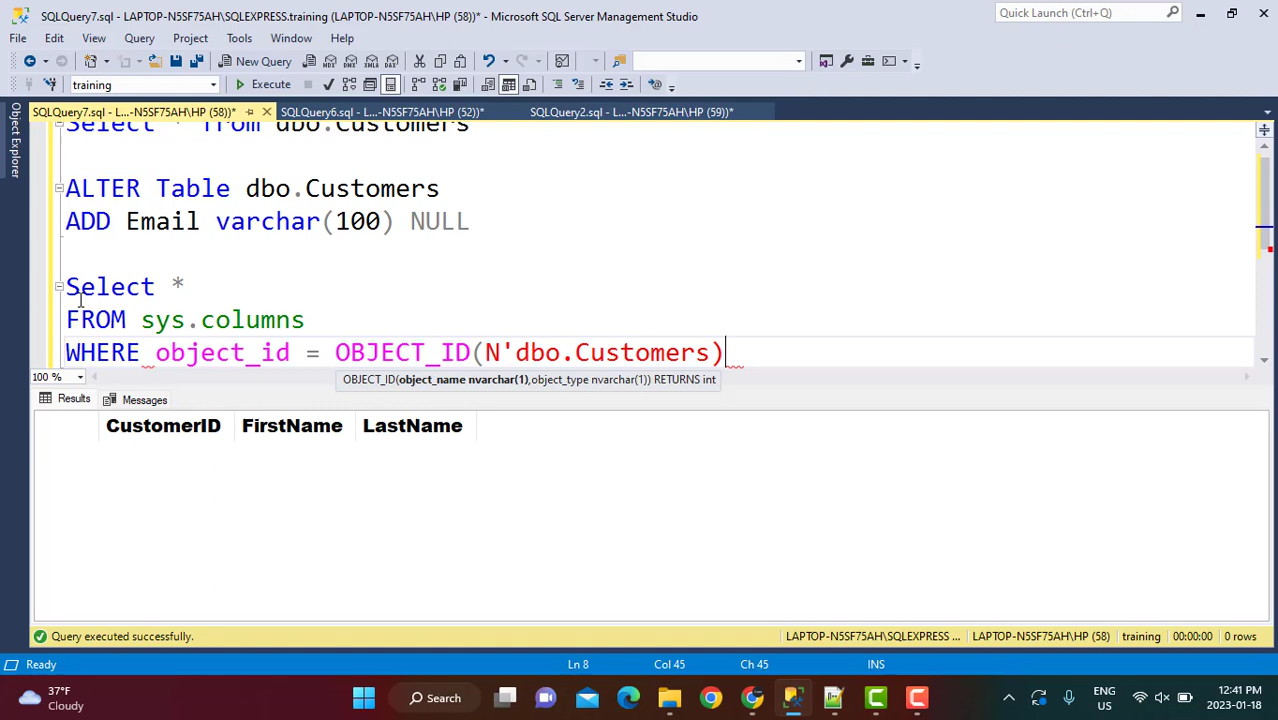 SQLQuery7.sql - LAPTOP-N5SF75AH\SQLEXPRESS.training (LAPTOP-N5SF75AH\HP (58))* - Microsoft SQL Server Management Studio
Quick Launch (Ctrl+Q)
File Edit View Query Project Tools Window Help
New Query
MDX DMX XMLA DAX
training
Execute
Object Explorer
SQLQuery7.sql - L...-N5SF75AH\HP (58))*
SQLQuery6.sql - L...-N5SF75AH\HP (52))*
SQLQuery2.sql - L...-N5SF75AH\HP (59))*
Select * from dbo.Customers
ALTER Table dbo.Customers
ADD Email varchar(100) NULL
Select *
FROM sys.columns
WHERE object_id = OBJECT_ID(N'dbo.Customers)
OBJECT_ID(object_name nvarchar(1),object_type nvarchar(1)) RETURNS int
100 %
Results Messages
CustomerID FirstName LastName
Query executed successfully.
LAPTOP-N5SF75AH\SQLEXPRESS ... LAPTOP-N5SF75AH\HP (58) training 00:00:00 0 rows
Ready Ln 8 Col 45 Ch 45 INS
37°F
Cloudy
Search
ENG
US
12:41 PM
2023-01-18